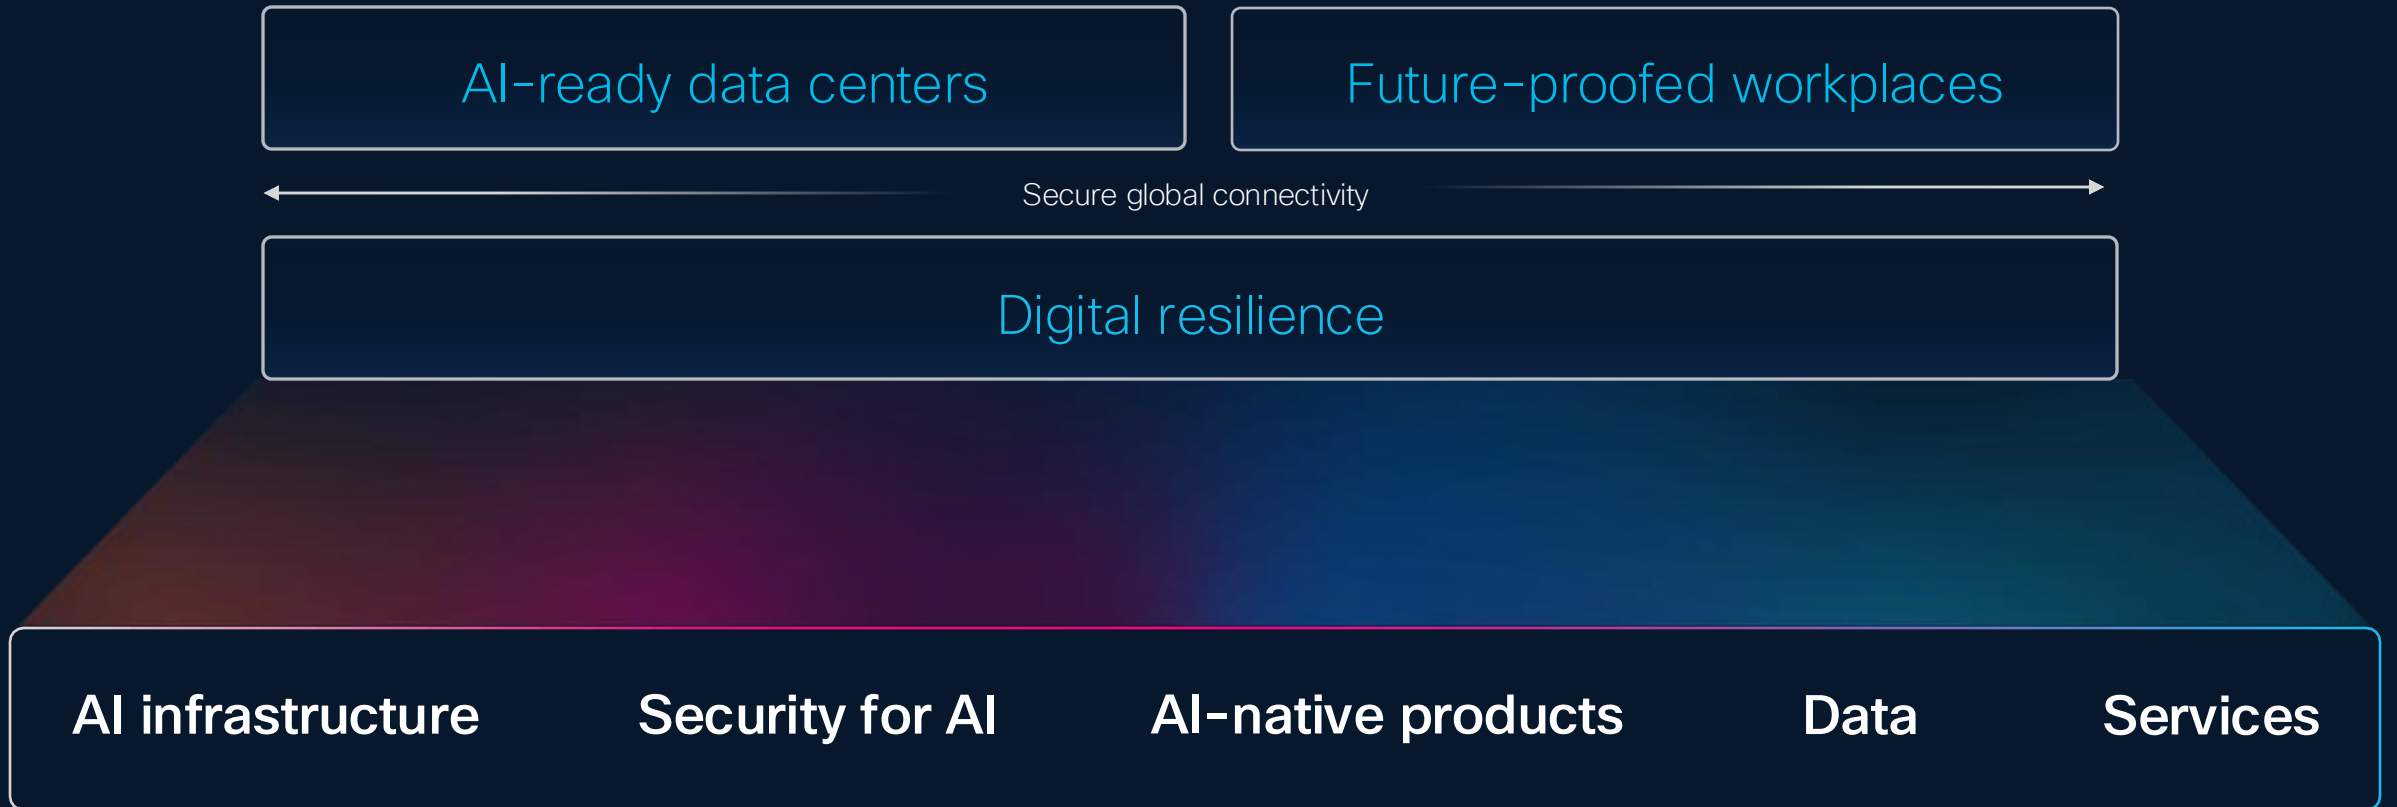 AI-ready data centers
Future-proofed workplaces
Secure global connectivity
Digital resilience
AI infrastructure
Security for AI
AI-native products
Data
Services